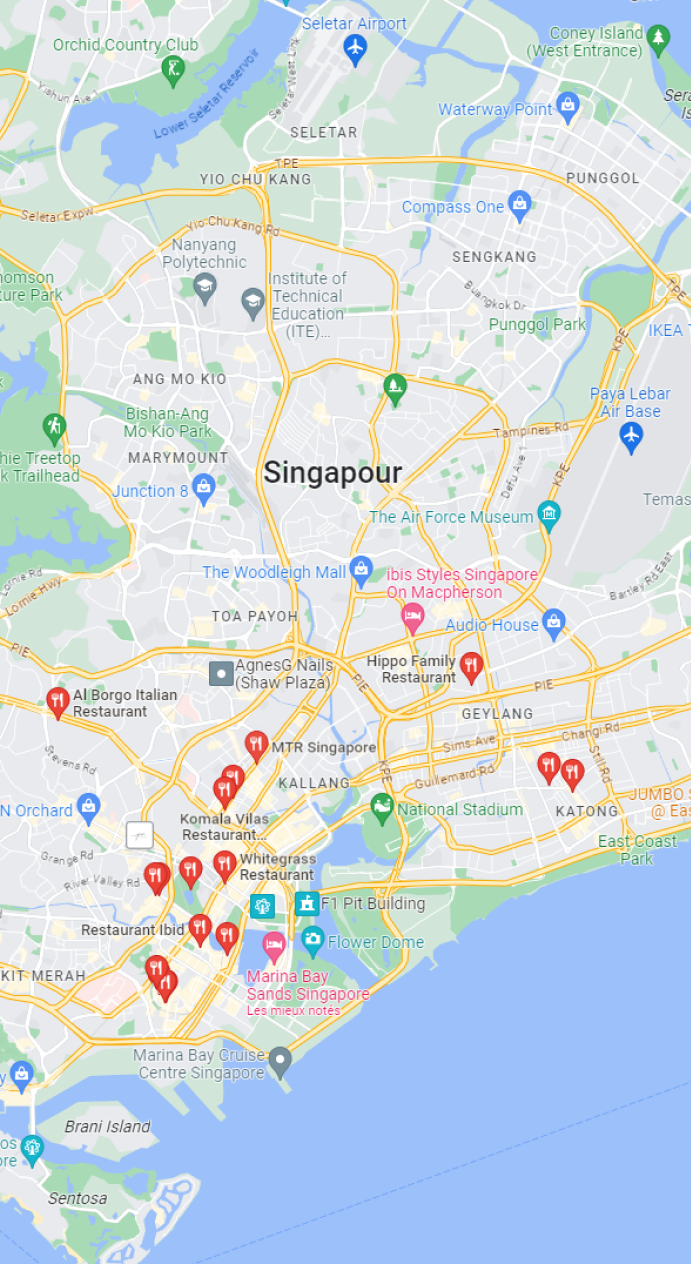 Seletar Airport
Orchid Country Club
Coney Island
(West Entrance)
Yishun Ave 1
Lower Seletar Reservoir
Seletar West Link
Waterway Point
SELETAR
TPE
YIO CHU KANG
PUNGGOL
Seletar Expw
Compass One
Yio Chu Kang Rd
Nanyang
Polytechnic
SENGKANG
Institute of
Technical
Education
(ITE)...
TPE
Buangkok Dr
Punggol Park
KPE
IKEA T
ANG MO KIO
Paya Lebar
Air Base
Bishan-Ang
Mo Kio Park
Tampines Rd
hie Treetop
k Trailhead
MARYMOUNT
Singapour
Defu Ave 1
KPE
Junction 8
Temas
The Air Force Museum
The Woodleigh Mall
ibis Styles Singapore
On Macpherson
Bartley Rd East
Lornie Rd
Lornie Hwy
TOA PAYOH
Audio House
PIE
AgnesG Nails
(Shaw Plaza)
Hippo Family
Restaurant
PIE
PIE
Al Borgo Italian
Restaurant
GEYLANG
MTR Singapore
Sims Ave
Changi Rd
Stevens Rd
KPE
Still Rd
KALLANG
Guillemard Rd
N Orchard
National Stadium
KATONG
JUMBO S
@ Eas
Komala Vilas
Restaurant...
East Coast
Park
Grange Rd
Whitegrass
Restaurant
River Valley Rd
F1 Pit Building
Restaurant Ibid
Flower Dome
KIT MERAH
Marina Bay
Sands Singapore
Les mieux notés
Marina Bay Cruise
Centre Singapore
y
Brani Island
os
re
Sentosa